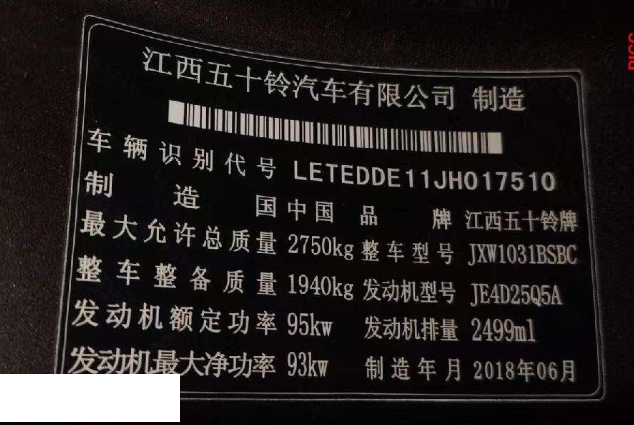 江西五十铃汽车有限公司 制造
车辆识别代号 LETEDDE11JH017510
制造国 中国 品牌 江西五十铃牌
最大允许总质量 2750kg 整车型号 JXW1031BSBC
整车整备质量 1940kg 发动机型号 JE4D25Q5A
发动机额定功率 95kw 发动机排量 2499ml
发动机最大净功率 93kw 制造年月 2018年06月